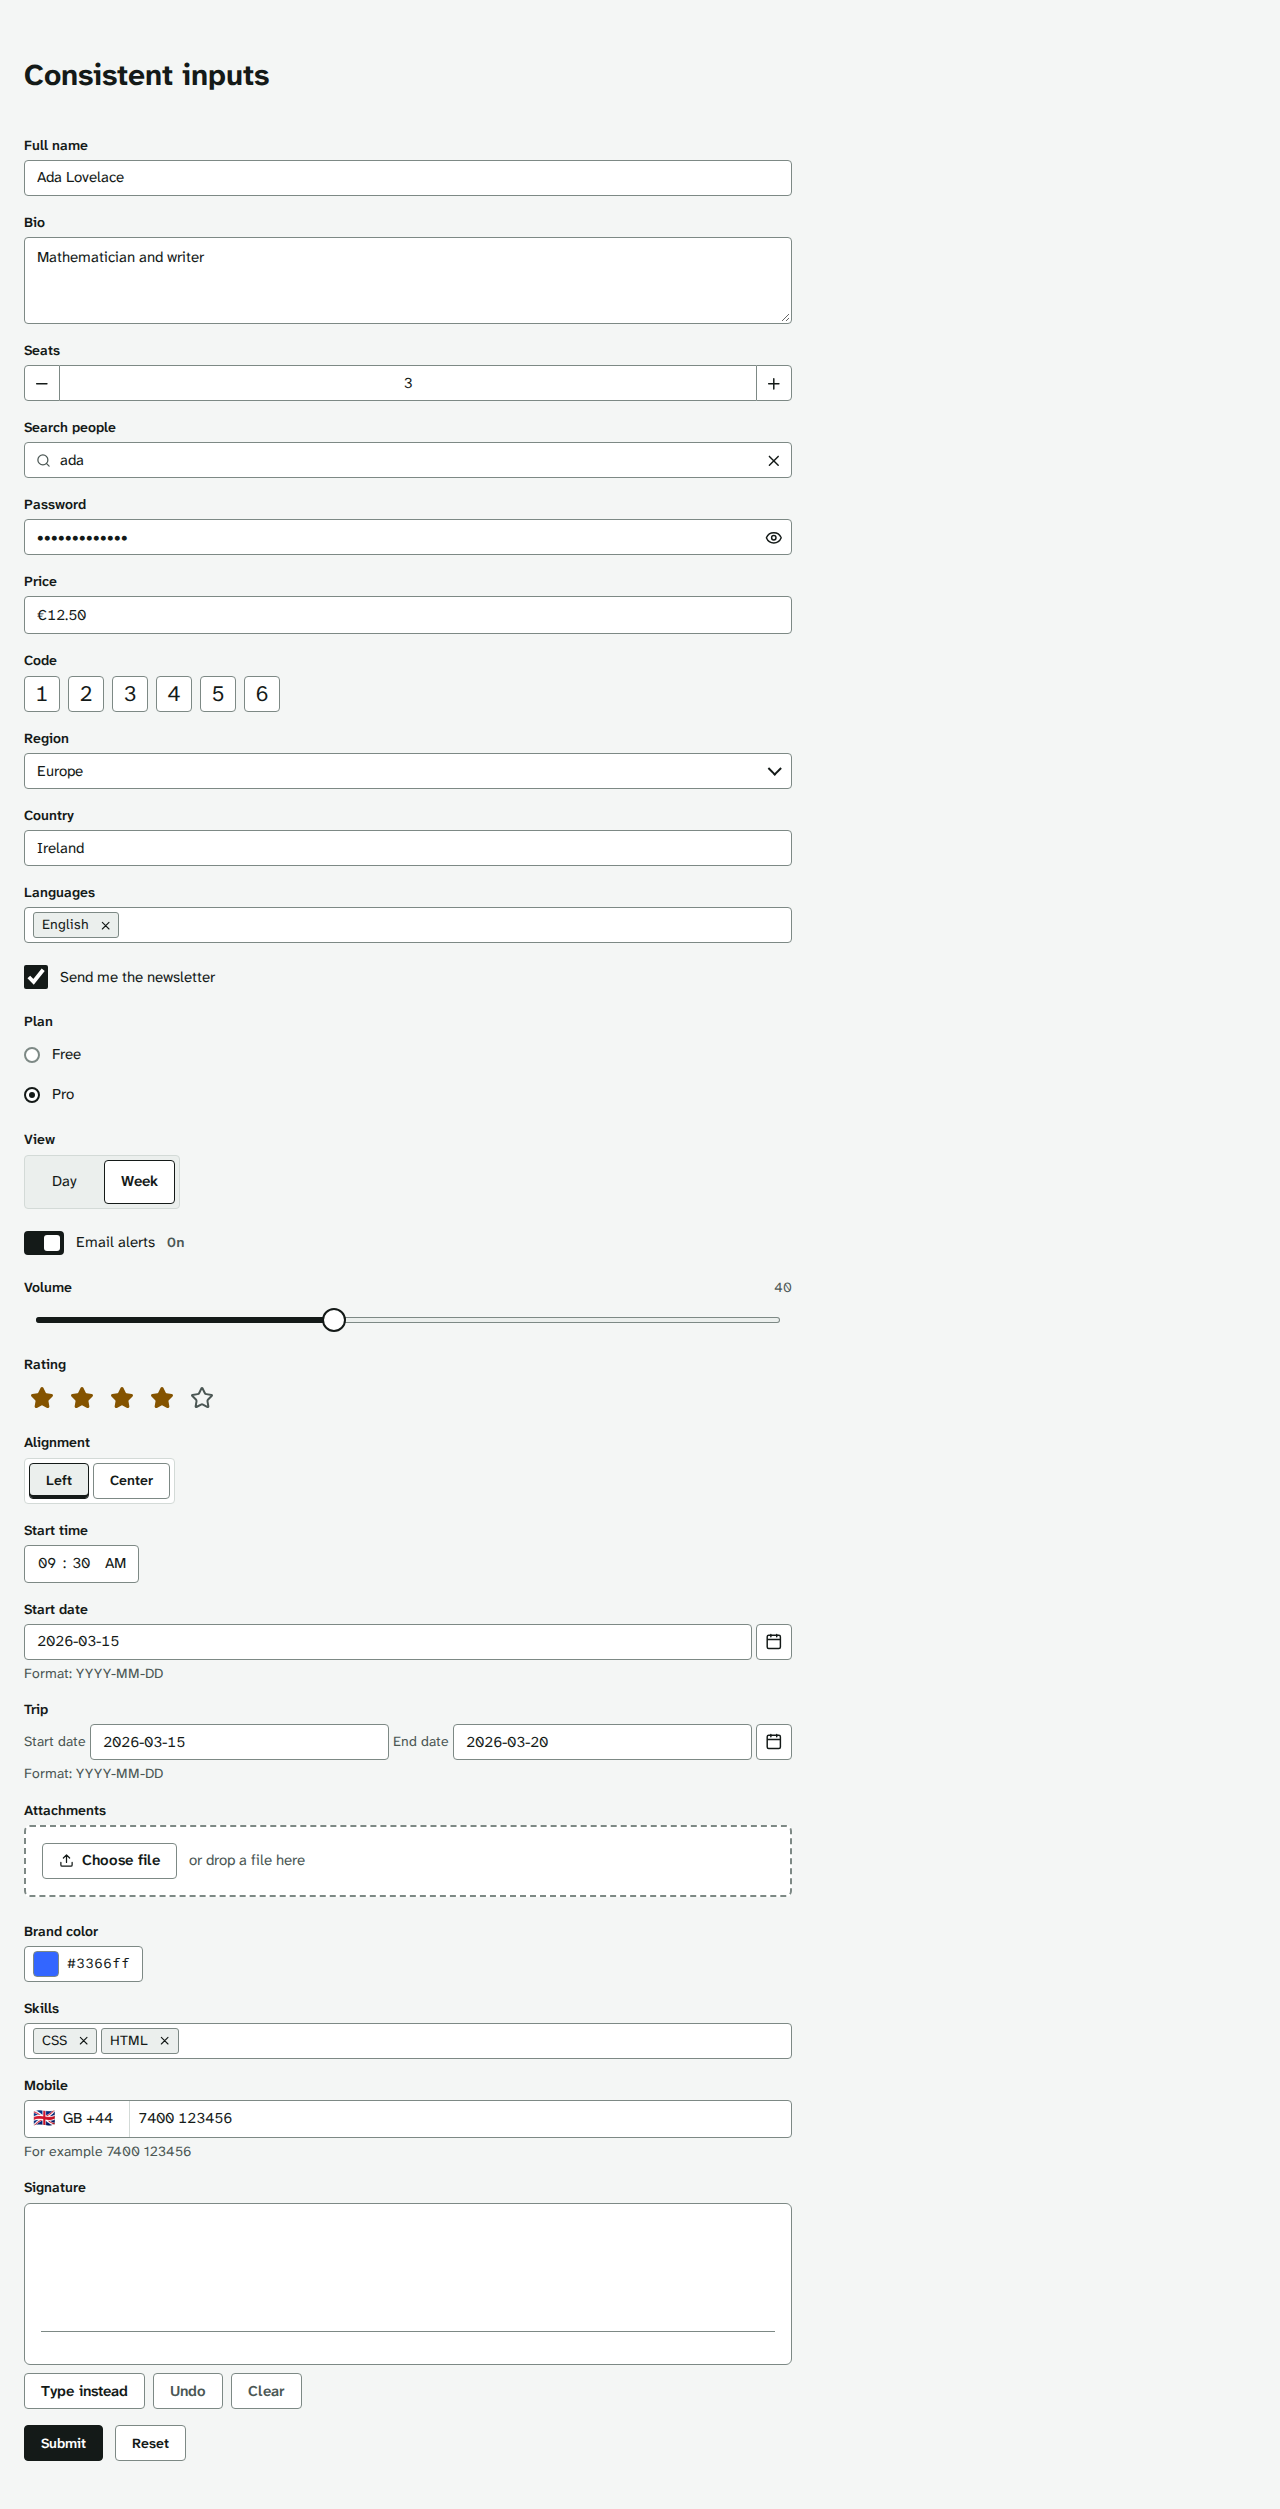 Consistent inputs
Full name
Ada Lovelace
Bio
Mathematician and writer
Seats
3
Search people
ada
Password
•••••••••••••
Price
€12.50
Code
1 2 3 4 5 6
Region
Europe
Country
Ireland
Languages
English
Send me the newsletter
Plan
Free
Pro
View
Day Week
Email alerts On
Volume 40
Rating
Alignment
Left Center
Start time
09 : 30 AM
Start date
2026-03-15
Format: YYYY-MM-DD
Trip
Start date 2026-03-15 End date 2026-03-20
Format: YYYY-MM-DD
Attachments
Choose file or drop a file here
Brand color
#3366ff
Skills
CSS HTML
Mobile
GB +44 7400 123456
For example 7400 123456
Signature
Type instead Undo Clear
Submit Reset